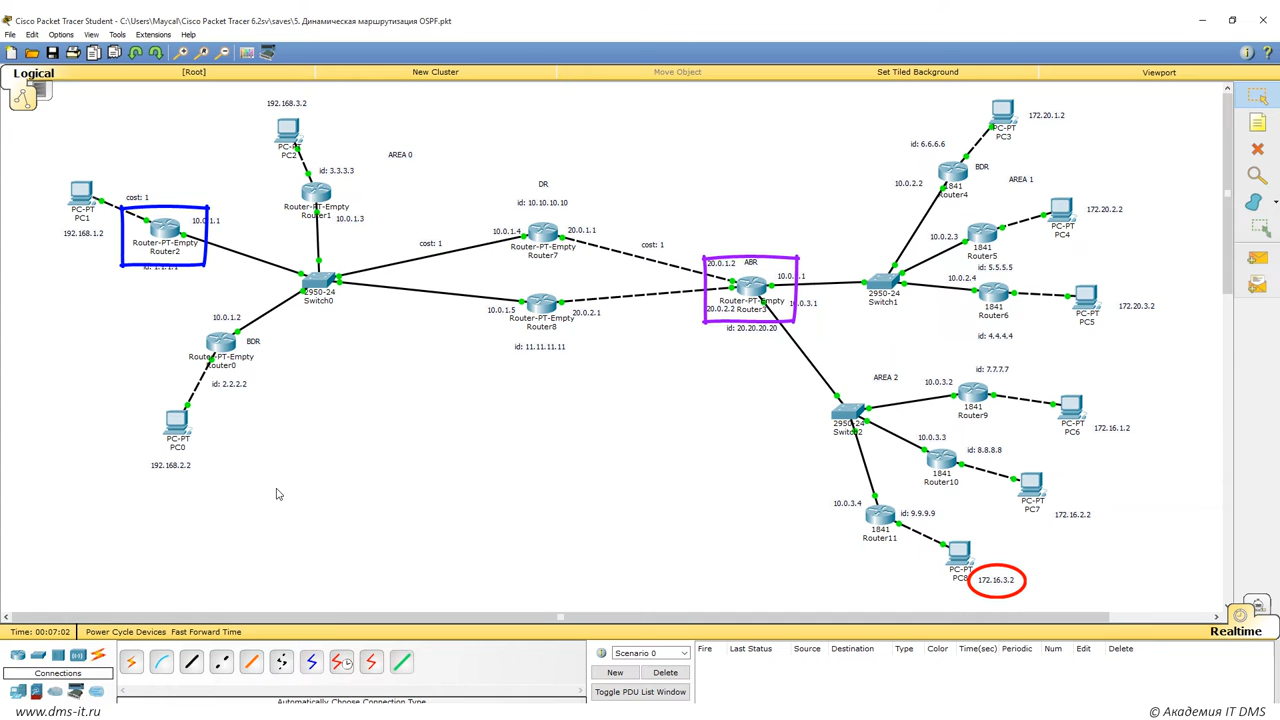 Cisco Packet Tracer Student - C:\Users\Maycal\Cisco Packet Tracer 6.2sv\saves\5. Динамическая маршрутизация OSPF.pkt
File Edit Options View Tools Extensions Help
Logical [Root] New Cluster Move Object Set Tiled Background Viewport
192.168.3.2
PC-PT
PC2
AREA 0
id: 3.3.3.3
Router-PT-Empty
Router1
10.0.1.3
PC-PT
PC1
192.168.1.2
cost: 1
10.0.1.1
Router-PT-Empty
Router2
2950-24
Switch0
10.0.1.2
BDR
Router-PT-Empty
Router0
id: 2.2.2.2
PC-PT
PC0
192.168.2.2
DR
id: 10.10.10.10
10.0.1.4
20.0.1.1
Router-PT-Empty
Router7
cost: 1
cost: 1
10.0.1.5
20.0.2.1
Router-PT-Empty
Router8
id: 11.11.11.11
20.0.1.2
ABR
Router-PT-Empty
Router3
20.0.2.2
10.0.3.1
id: 20.20.20.20
PC-PT
PC3
172.20.1.2
id: 6.6.6.6
BDR
AREA 1
10.0.2.2
1841
Router4
PC-PT
PC4
172.20.2.2
10.0.2.3
1841
Router5
id: 5.5.5.5
10.0.2.4
2950-24
Switch1
1841
Router6
PC-PT
PC5
172.20.3.2
id: 4.4.4.4
AREA 2
id: 7.7.7.7
10.0.3.2
1841
Router9
PC-PT
PC6
172.16.1.2
2950-24
Switch2
10.0.3.3
id: 8.8.8.8
1841
Router10
PC-PT
PC7
172.16.2.2
10.0.3.4
id: 9.9.9.9
1841
Router11
PC-PT
PC8
172.16.3.2
Time: 00:07:02 Power Cycle Devices Fast Forward Time
Realtime
Connections
Automatically Choose Connection Type
Scenario 0
New Delete
Toggle PDU List Window
Fire Last Status Source Destination Type Color Time(sec) Periodic Num Edit Delete
www.dms-it.ru
© Академия IT DMS